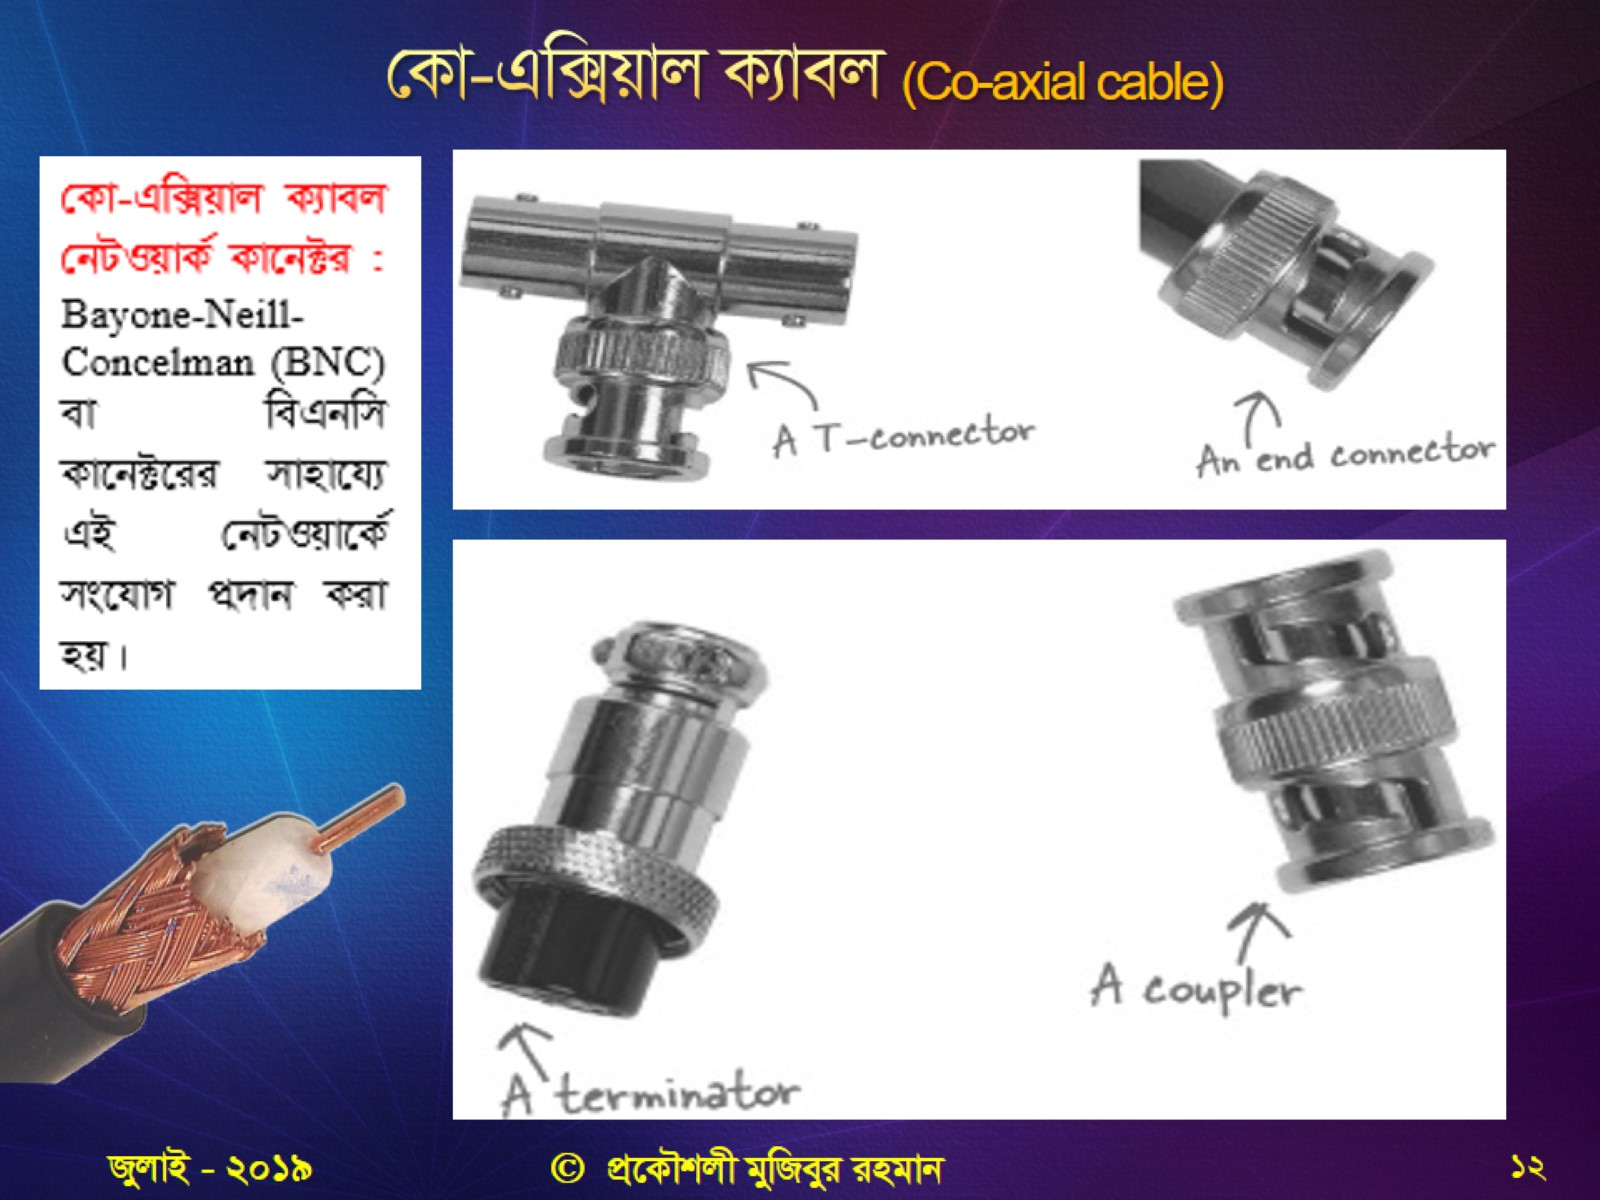 কো-এক্সিয়াল ক্যাবল (Co-axial cable)
কো-এক্সিয়াল ক্যাবল
নেটওয়ার্ক কানেক্টর :
Bayone-Neill-
Concelman (BNC)
বা বিএনসি
কানেক্টরের সাহায্যে
এই নেটওয়ার্কে
সংযোগ প্রদান করা
হয়।
A T-connector
An end connector
A terminator
A coupler
জুলাই - ২০১৯
© প্রকৌশলী মুজিবুর রহমান
১২